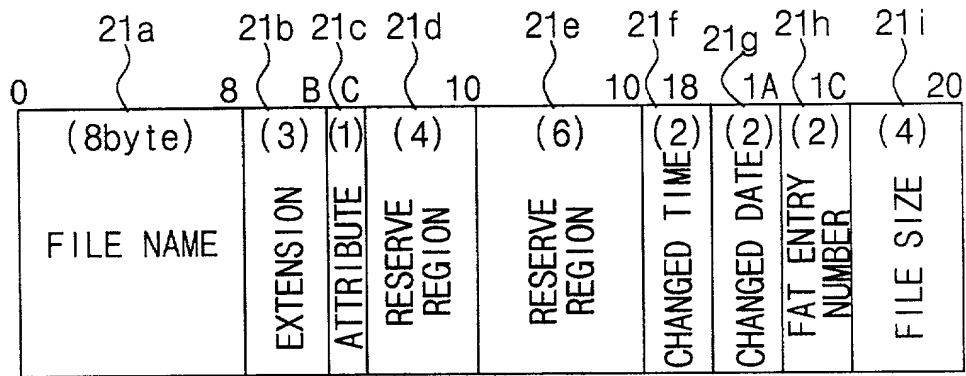 21a 21b 21c 21d 21e 21f 21g 21h 21i
0 8 B C 10 10 18 1A 1C 20
(8byte) (3) (1) (4) (6) (2) (2) (2) (4)
FILE NAME
EXTENSION
ATTRIBUTE
RESERVE
REGION
RESERVE
REGION
CHANGED TIME
CHANGED DATE
FAT ENTRY
NUMBER
FILE SIZE